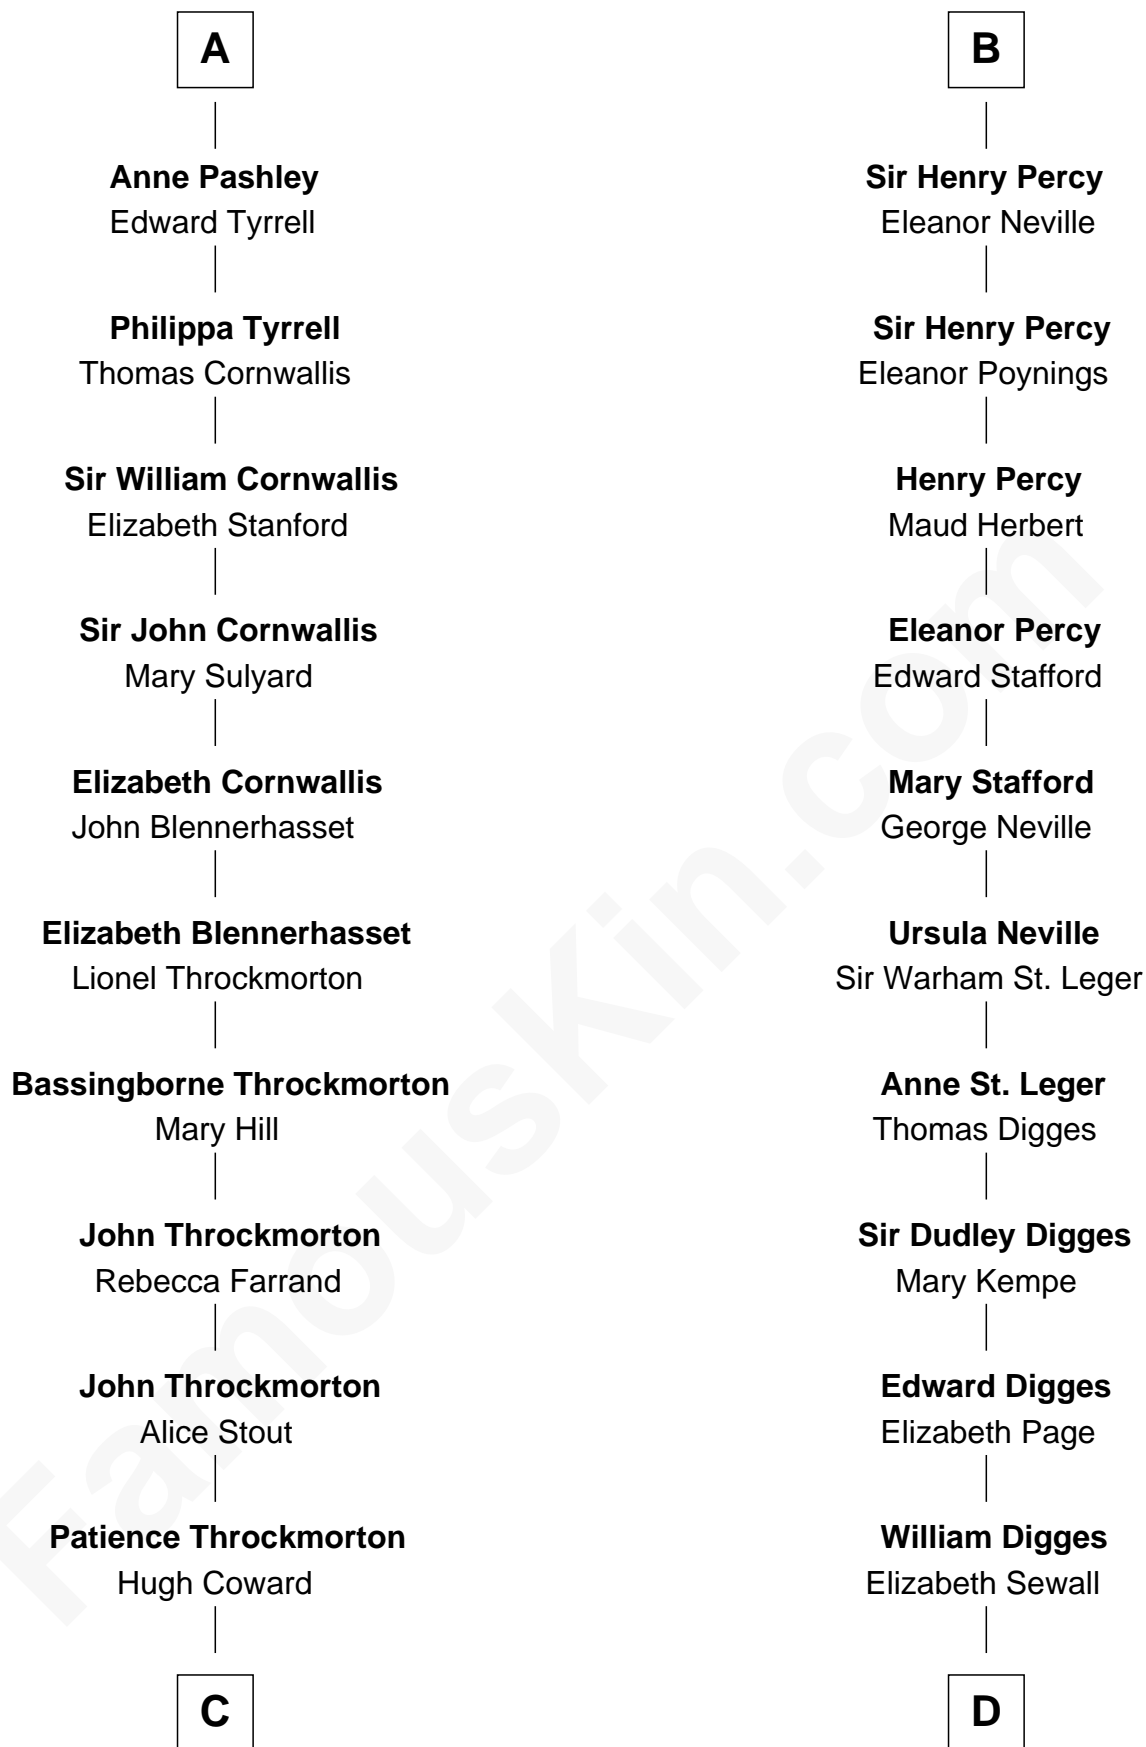 A
Anne Pashley
Edward Tyrrell
Philippa Tyrrell
Thomas Cornwallis
Sir William Cornwallis
Elizabeth Stanford
Sir John Cornwallis
Mary Sulyard
Elizabeth Cornwallis
John Blennerhasset
Elizabeth Blennerhasset
Lionel Throckmorton
Bassingborne Throckmorton
Mary Hill
John Throckmorton
Rebecca Farrand
John Throckmorton
Alice Stout
Patience Throckmorton
Hugh Coward
C
B
Sir Henry Percy
Eleanor Neville
Sir Henry Percy
Eleanor Poynings
Henry Percy
Maud Herbert
Eleanor Percy
Edward Stafford
Mary Stafford
George Neville
Ursula Neville
Sir Warham St. Leger
Anne St. Leger
Thomas Digges
Sir Dudley Digges
Mary Kempe
Edward Digges
Elizabeth Page
William Digges
Elizabeth Sewall
D
FamousKin.com